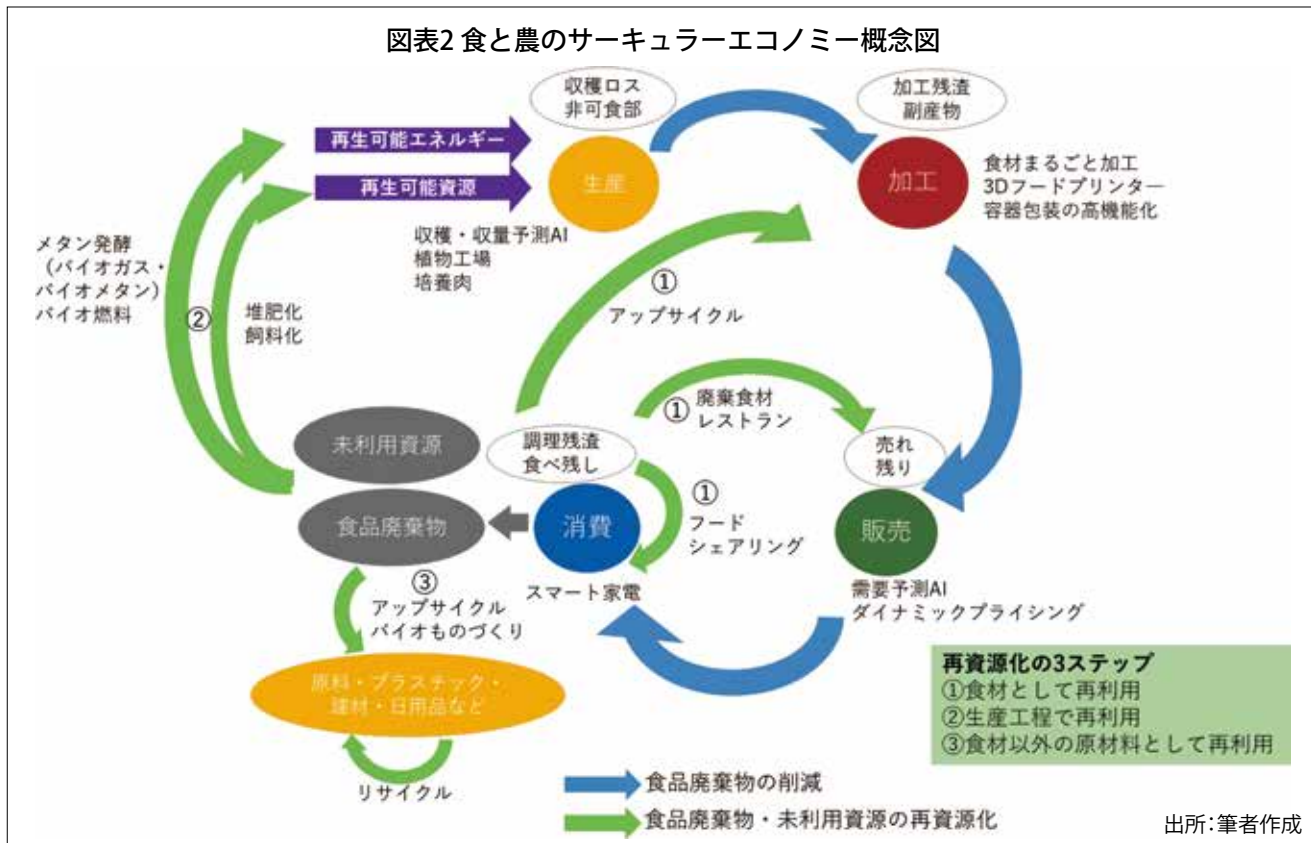 図表2 食と農のサーキュラーエコノミー概念図
収穫ロス
非可食部
加工残渣
副産物
再生可能エネルギー
再生可能資源
生産
加工
食材まるごと加工
3Dフードプリンター
容器包装の高機能化
収穫・収量予測AI
植物工場
培養肉
メタン発酵
（バイオガス・
バイオメタン）
バイオ燃料
②
堆肥化
飼料化
①
アップサイクル
①
廃棄食材
レストラン
未利用資源
調理残渣
食べ残し
売れ
残り
食品廃棄物
消費
①
フード
シェアリング
販売
③
アップサイクル
バイオものづくり
スマート家電
需要予測AI
ダイナミックプライシング
原料・プラスチック・
建材・日用品など
リサイクル
再資源化の3ステップ
①食材として再利用
②生産工程で再利用
③食材以外の原材料として再利用
食品廃棄物の削減
食品廃棄物・未利用資源の再資源化
出所：筆者作成